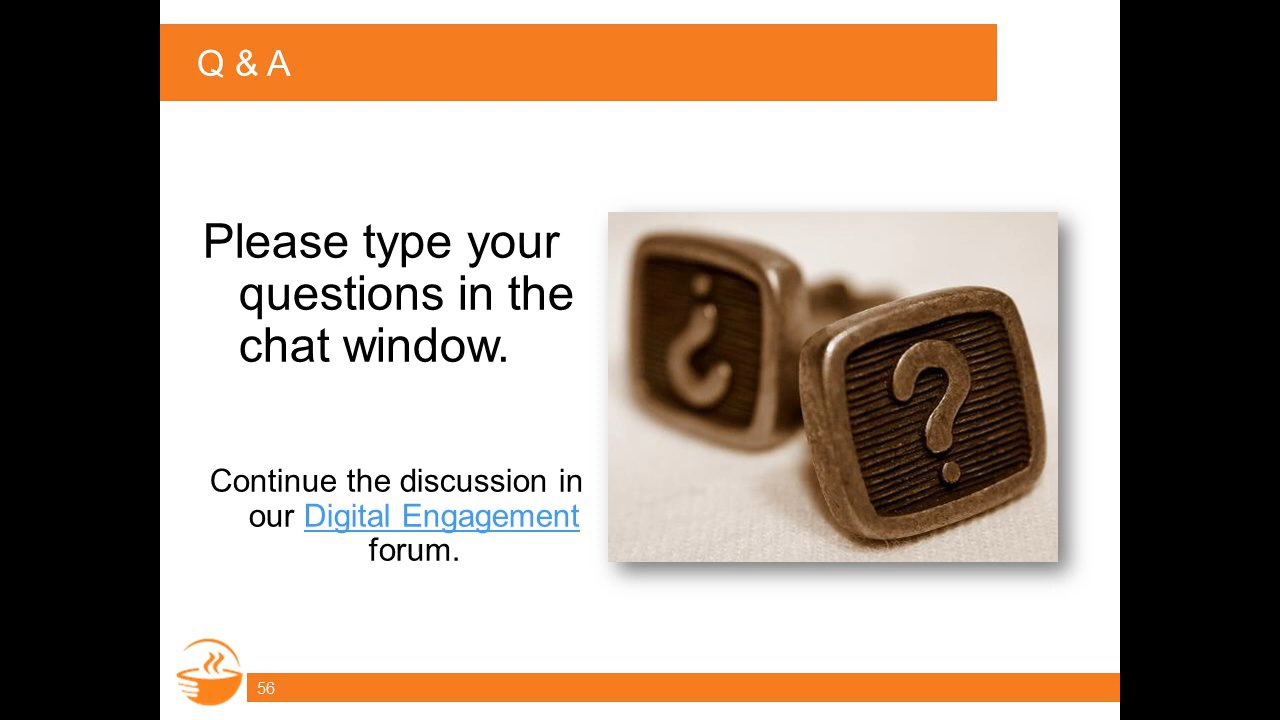 Q & A
Please type your
questions in the
chat window.
Continue the discussion in
our Digital Engagement
forum.
¿
?
56